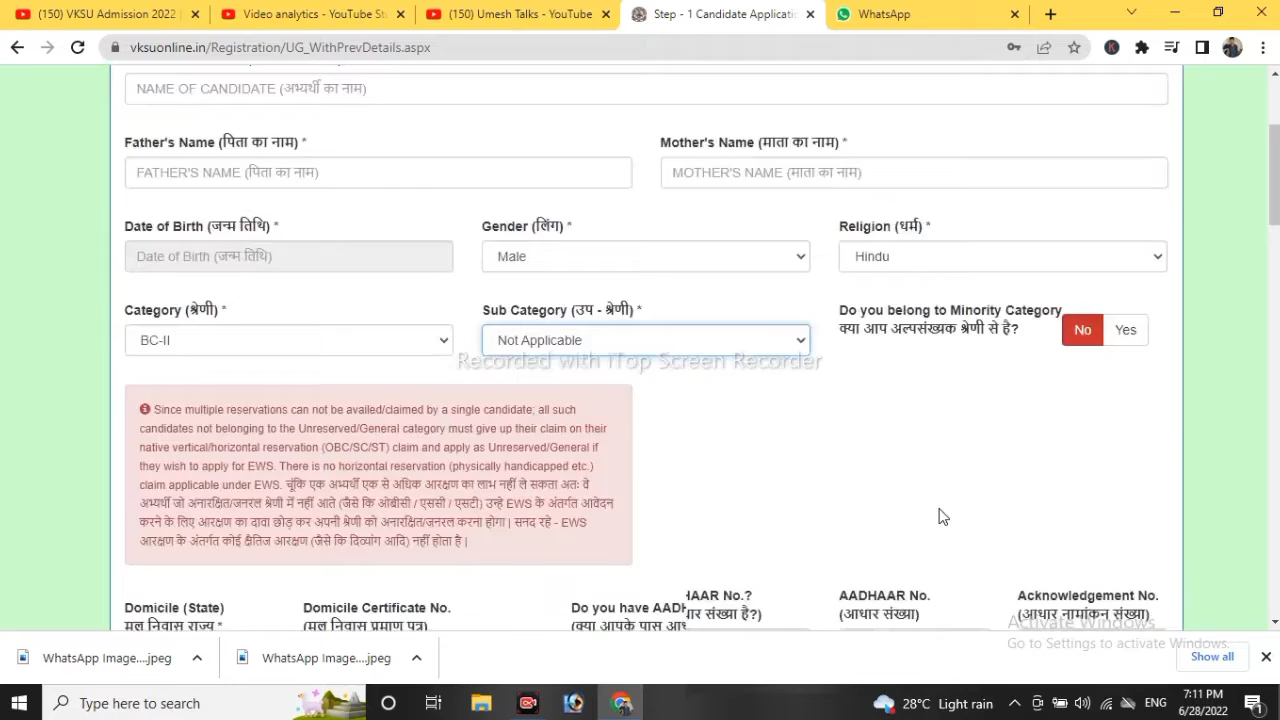 (150) VKSU Admission 2022 |
Video analytics - YouTube St
(150) Umesh Talks - YouTube
Step - 1 Candidate Applicati
WhatsApp
vksuonline.in/Registration/UG_WithPrevDetails.aspx
NAME OF CANDIDATE (अभ्यर्थी का नाम)
Father's Name (पिता का नाम) *
Mother's Name (माता का नाम) *
FATHER'S NAME (पिता का नाम)
MOTHER'S NAME (माता का नाम)
Date of Birth (जन्म तिथि) *
Gender (लिंग) *
Religion (धर्म) *
Date of Birth (जन्म तिथि)
Male
Hindu
Category (श्रेणी) *
Sub Category (उप - श्रेणी) *
Do you belong to Minority Category
क्या आप अल्पसंख्यक श्रेणी से है?
No
Yes
BC-II
Not Applicable
Recorded with iTop Screen Recorder
Since multiple reservations can not be availed/claimed by a single candidate; all such
candidates not belonging to the Unreserved/General category must give up their claim on their
native vertical/horizontal reservation (OBC/SC/ST) claim and apply as Unreserved/General if
they wish to apply for EWS. There is no horizontal reservation (physically handicapped etc.)
claim applicable under EWS. चूंकि एक अभ्यर्थी एक से अधिक आरक्षण का लाभ नहीं ले सकता अतः वे
अभ्यर्थी जो अनारक्षित/जनरल श्रेणी में नहीं आते (जैसे कि ओबीसी / एससी / एसटी) उन्हे EWS के अंतर्गत आवेदन
करने के लिए आरक्षण का दावा छोड़ कर अपनी श्रेणी को अनारक्षित/जनरल करना होगा | सनद रहे - EWS
आरक्षण के अंतर्गत कोई क्षैतिज आरक्षण (जैसे कि दिव्यांग आदि) नहीं होता है |
Domicile (State)
मूल निवास राज्य *
Domicile Certificate No.
(मूल निवास प्रमाण पत्र)
Do you have AADH
(क्या आपके पास आध
HAAR No.?
ार संख्या है?)
AADHAAR No.
(आधार संख्या)
Acknowledgement No.
(आधार नामांकन संख्या)
Activate Windows
Go to Settings to activate Windows.
WhatsApp Image....jpeg
WhatsApp Image....jpeg
Show all
Type here to search
28°C Light rain
ENG
7:11 PM
6/28/2022
1